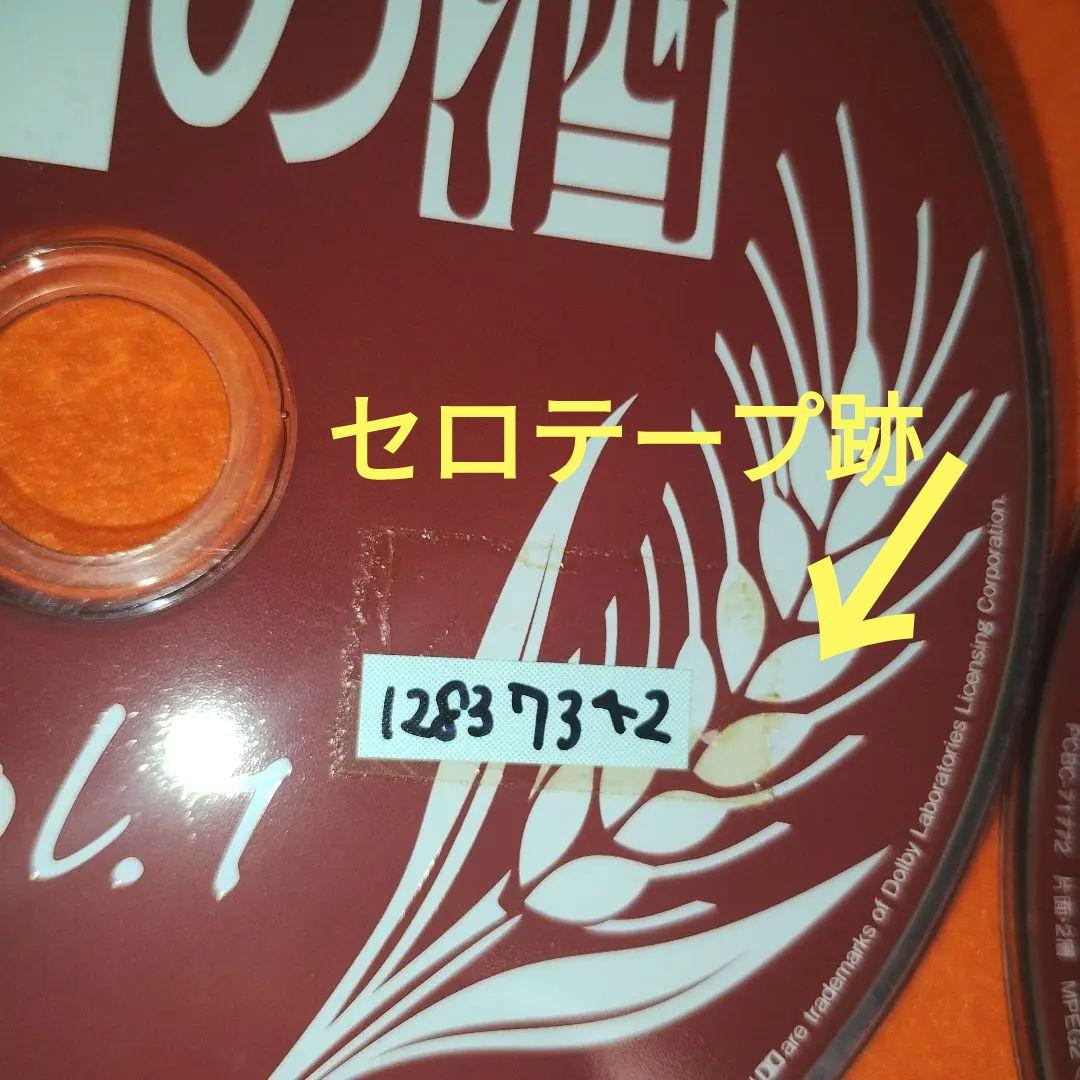 の酒
セロテープ跡
12837342
ol.1
are trademarks of Dolby Laboratories Licensing Corporation.
PCBC-71772 片面・2層 MPEG2